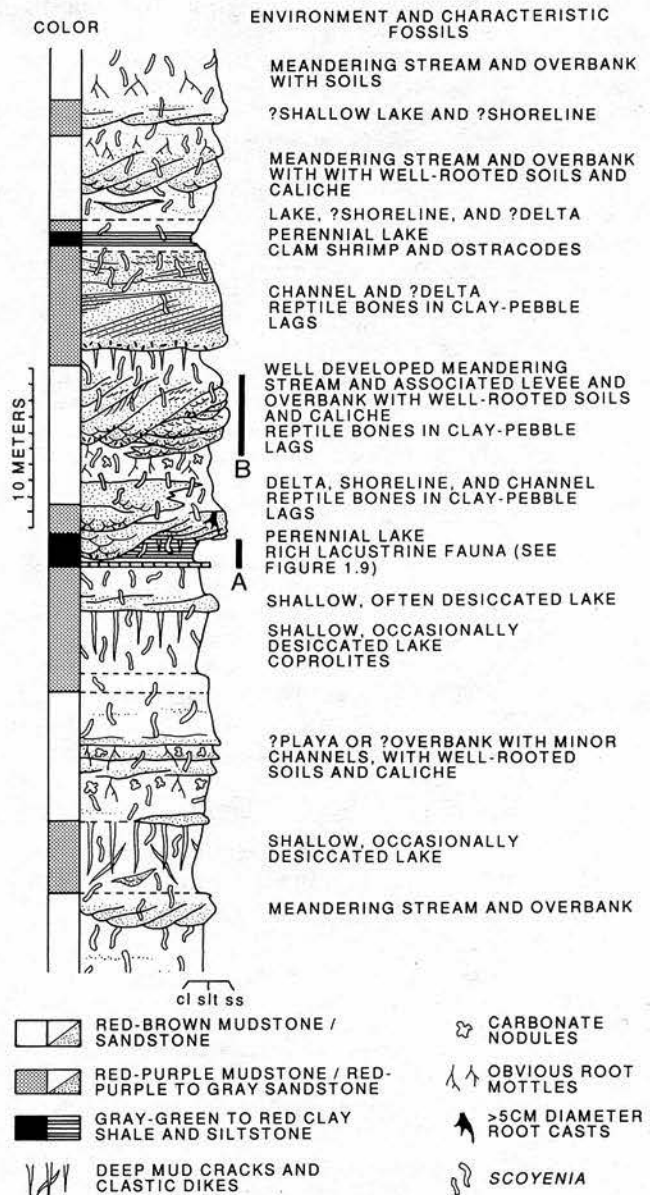 COLOR
ENVIRONMENT AND CHARACTERISTIC
FOSSILS
MEANDERING STREAM AND OVERBANK
WITH SOILS
?SHALLOW LAKE AND ?SHORELINE
MEANDERING STREAM AND OVERBANK
WITH WITH WELL-ROOTED SOILS AND
CALICHE
LAKE, ?SHORELINE, AND ?DELTA
PERENNIAL LAKE
CLAM SHRIMP AND OSTRACODES
CHANNEL AND ?DELTA
REPTILE BONES IN CLAY-PEBBLE
LAGS
10 METERS
WELL DEVELOPED MEANDERING
STREAM AND ASSOCIATED LEVEE AND
OVERBANK WITH WELL-ROOTED SOILS
AND CALICHE
REPTILE BONES IN CLAY-PEBBLE
LAGS
B
DELTA, SHORELINE, AND CHANNEL
REPTILE BONES IN CLAY-PEBBLE
LAGS
PERENNIAL LAKE
RICH LACUSTRINE FAUNA (SEE
FIGURE 1.9)
A
SHALLOW, OFTEN DESICCATED LAKE
SHALLOW, OCCASIONALLY
DESICCATED LAKE
COPROLITES
?PLAYA OR ?OVERBANK WITH MINOR
CHANNELS, WITH WELL-ROOTED
SOILS AND CALICHE
SHALLOW, OCCASIONALLY
DESICCATED LAKE
MEANDERING STREAM AND OVERBANK
cl slt ss
RED-BROWN MUDSTONE /
SANDSTONE
RED-PURPLE MUDSTONE / RED-
PURPLE TO GRAY SANDSTONE
GRAY-GREEN TO RED CLAY
SHALE AND SILTSTONE
DEEP MUD CRACKS AND
CLASTIC DIKES
CARBONATE
NODULES
OBVIOUS ROOT
MOTTLES
>5CM DIAMETER
ROOT CASTS
SCOYENIA